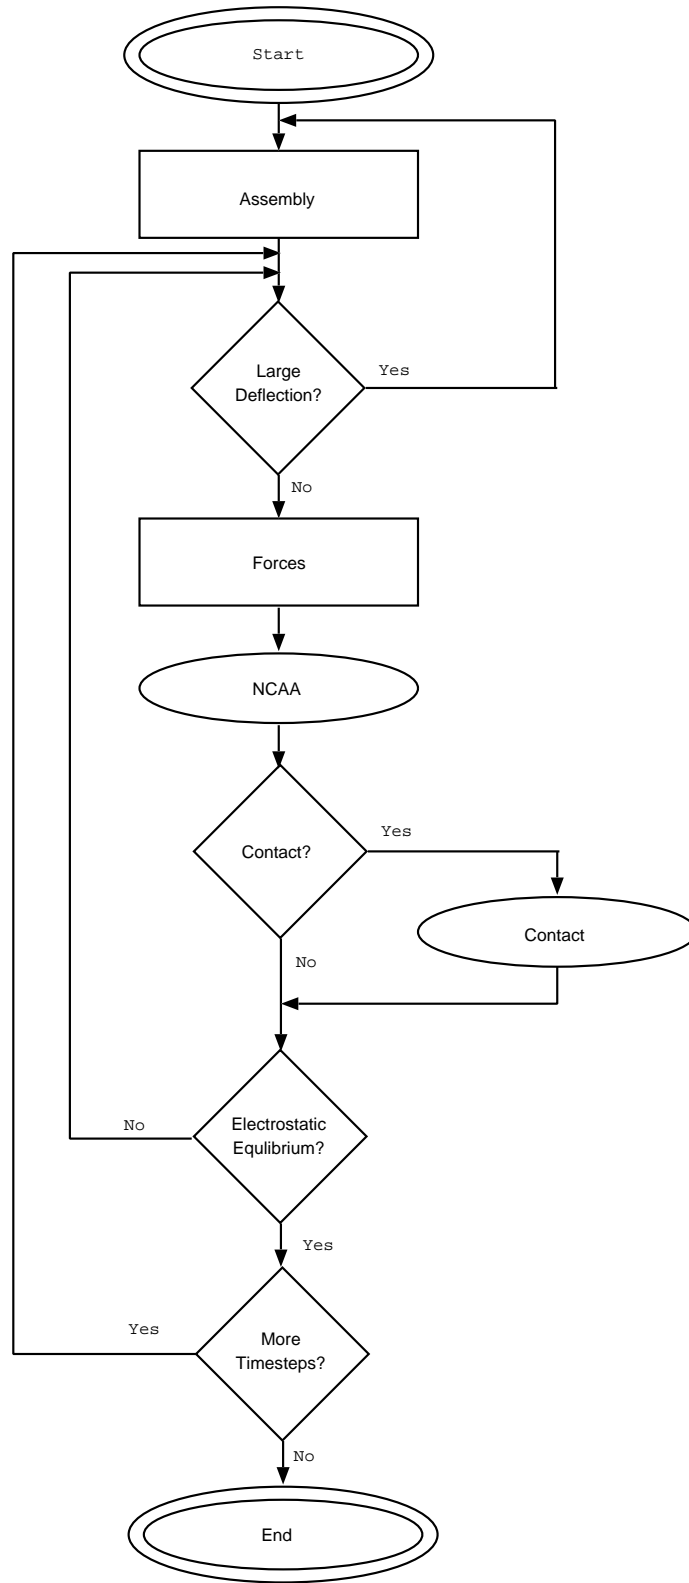 Start
Assembly
Large
Deflection?
Yes
No
Forces
NCAA
Contact?
Yes
Contact
No
Electrostatic
Equlibrium?
No
Yes
More
Timesteps?
Yes
No
End